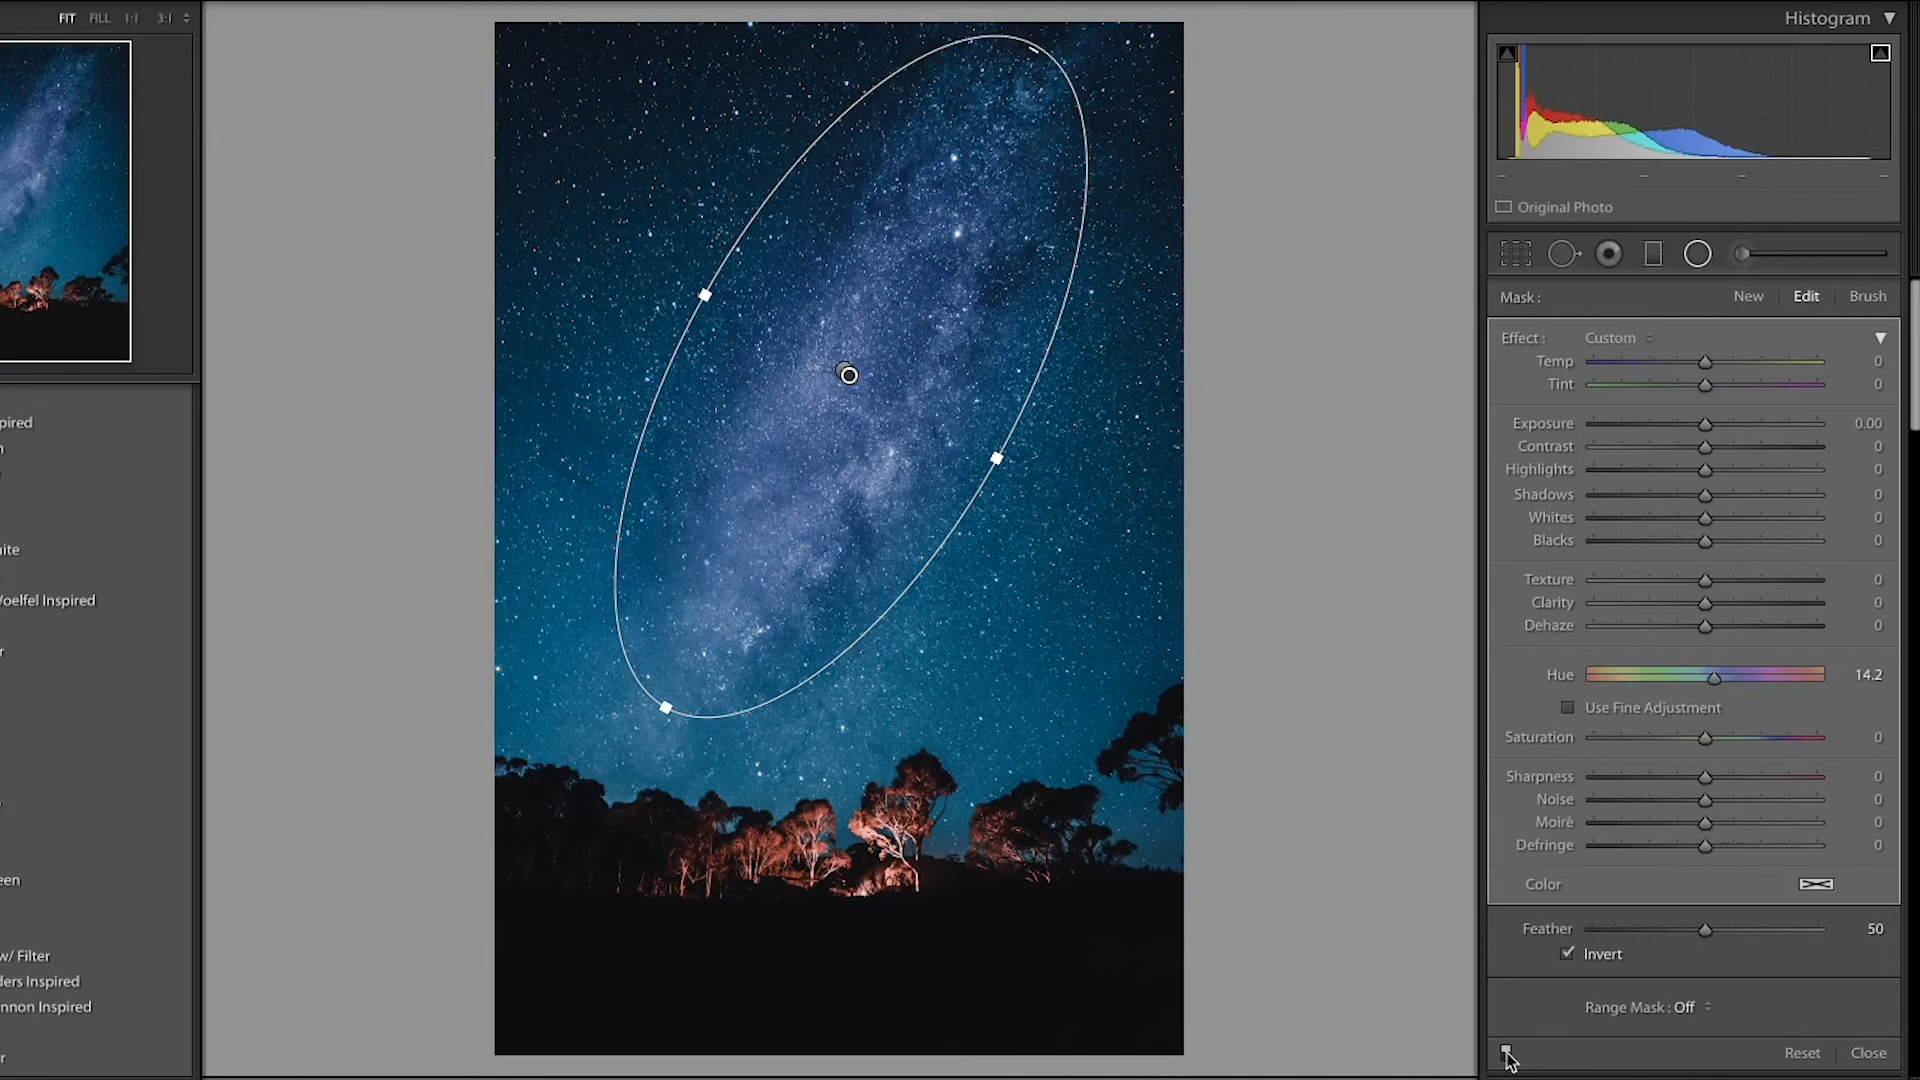 FIT FILL 1:1 3:1
Histogram
Original Photo
Mask : New Edit Brush
Effect : Custom
Temp 0
Tint 0
Exposure 0.00
Contrast 0
Highlights 0
Shadows 0
Whites 0
Blacks 0
Texture 0
Clarity 0
Dehaze 0
Hue 14.2
Use Fine Adjustment
Saturation 0
Sharpness 0
Noise 0
Moiré 0
Defringe 0
Color
Feather 50
Invert
Range Mask : Off
Reset Close
pired
n
ite
oelfel Inspired
r
een
w/ Filter
ders Inspired
nnon Inspired
r